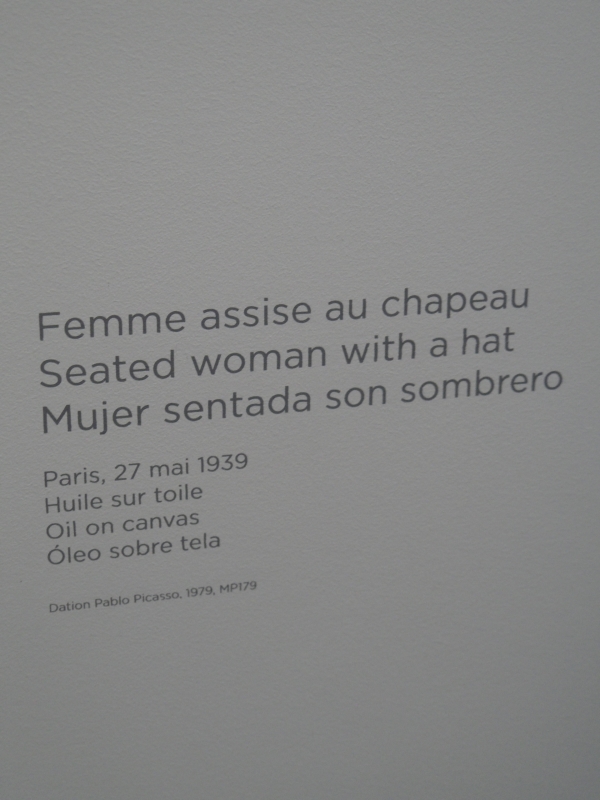 Femme assise au chapeau
Seated woman with a hat
Mujer sentada son sombrero
Paris, 27 mai 1939
Huile sur toile
Oil on canvas
Óleo sobre tela
Dation Pablo Picasso, 1979, MP179